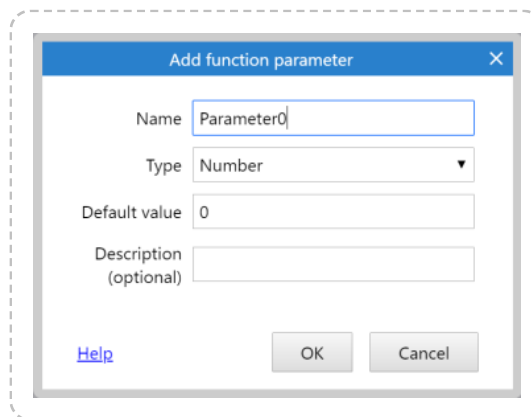 Add function parameter
Name Parameter0
Type Number
Default value 0
Description
(optional)
Help OK Cancel